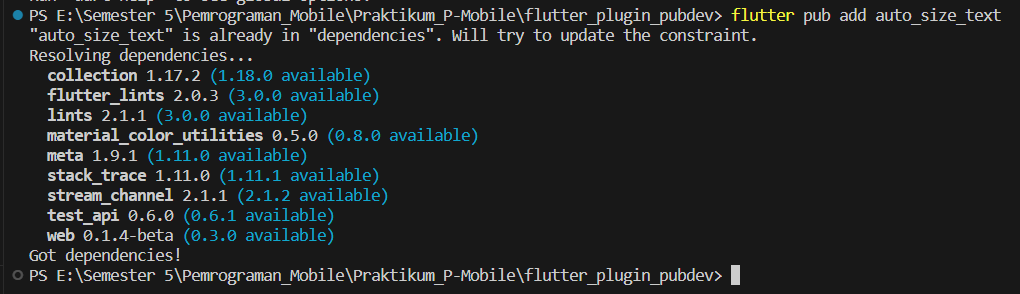 PS E:\Semester 5\Pemrograman_Mobile\Praktikum_P-Mobile\flutter_plugin_pubdev> flutter pub add auto_size_text
"auto_size_text" is already in "dependencies". Will try to update the constraint.
Resolving dependencies...
collection 1.17.2 (1.18.0 available)
flutter_lints 2.0.3 (3.0.0 available)
lints 2.1.1 (3.0.0 available)
material_color_utilities 0.5.0 (0.8.0 available)
meta 1.9.1 (1.11.0 available)
stack_trace 1.11.0 (1.11.1 available)
stream_channel 2.1.1 (2.1.2 available)
test_api 0.6.0 (0.6.1 available)
web 0.1.4-beta (0.3.0 available)
Got dependencies!
PS E:\Semester 5\Pemrograman_Mobile\Praktikum_P-Mobile\flutter_plugin_pubdev>